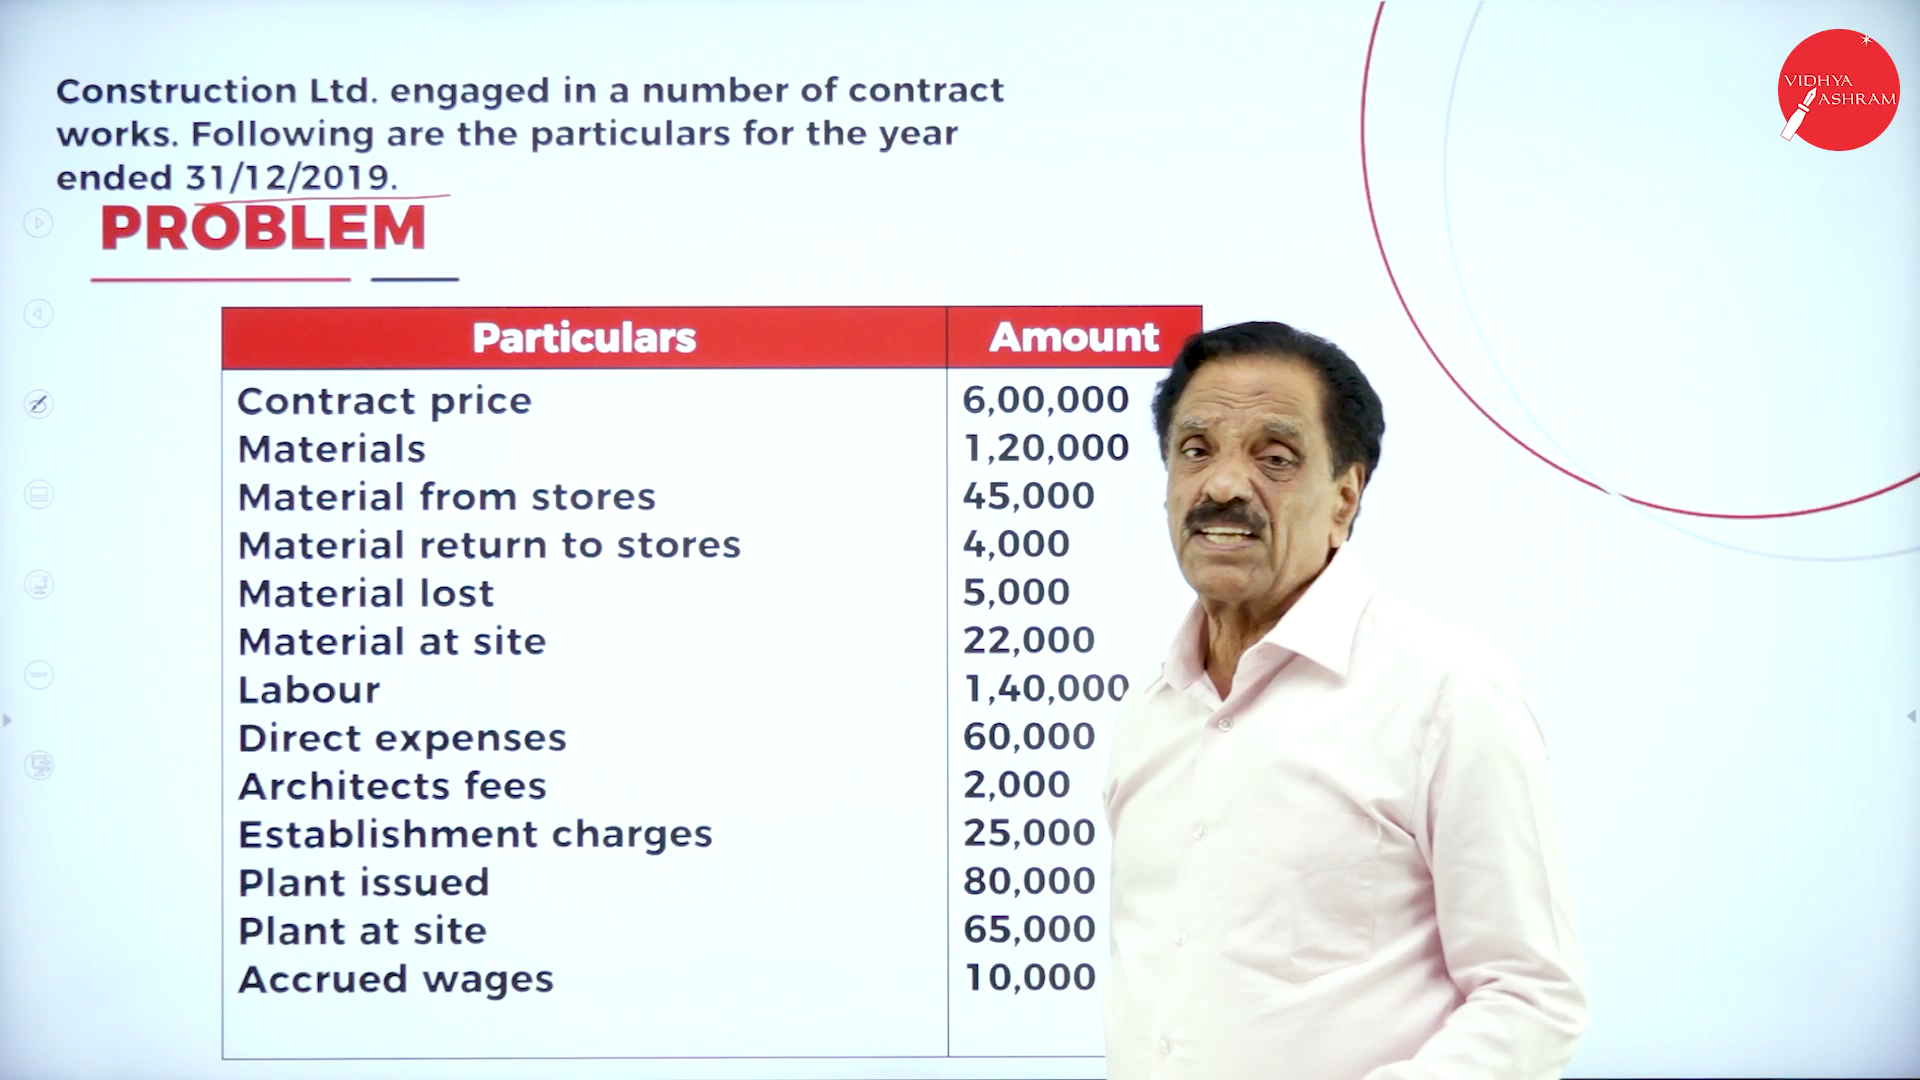 Construction Ltd. engaged in a number of contract
works. Following are the particulars for the year
ended 31/12/2019.
PROBLEM
Particulars Amount
Contract price 6,00,000
Materials 1,20,000
Material from stores 45,000
Material return to stores 4,000
Material lost 5,000
Material at site 22,000
Labour 1,40,000
Direct expenses 60,000
Architects fees 2,000
Establishment charges 25,000
Plant issued 80,000
Plant at site 65,000
Accrued wages 10,000
VIDHYA
ASHRAM